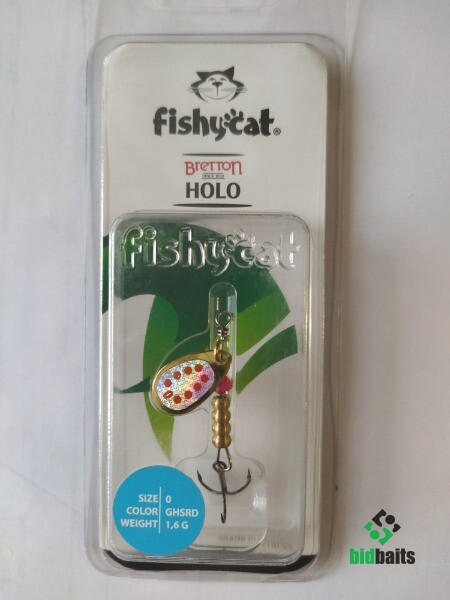 fishycat®
BRETTON
HOLO
fishycat
SIZE 0
COLOR GHSRD
WEIGHT 1,6 G
bidbaits